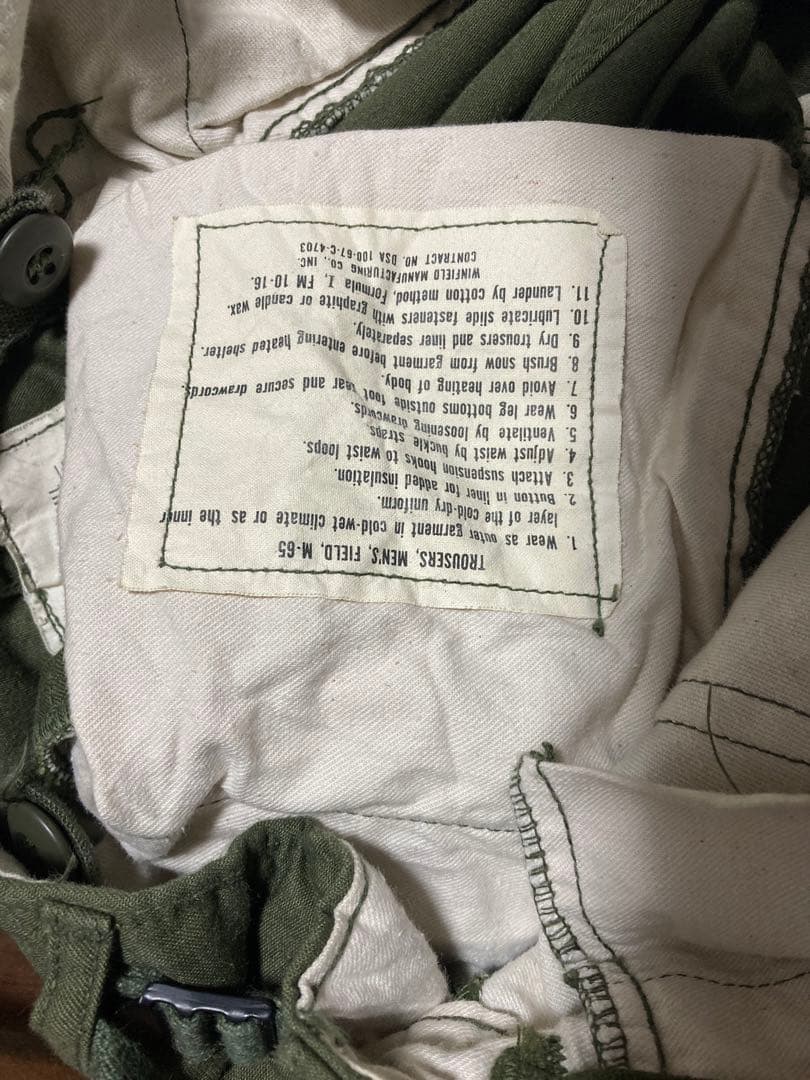 TROUSERS, MEN'S, FIELD, M-65
1. Wear as outer garment in cold-wet climate or as the inner
layer of the cold-dry uniform.
2. Button in liner for added insulation.
3. Attach suspension hooks to waist loops.
4. Adjust waist by buckle straps.
5. Ventilate by loosening drawcords.
6. Wear leg bottoms outside foot gear and secure drawcords.
7. Avoid over heating of body.
8. Brush snow from garment before entering heated shelter.
9. Dry trousers and liner separately.
10. Lubricate slide fasteners with graphite or candle wax.
11. Launder by cotton method, Formula, I, FM 10-16.
WINFIELD MANUFACTURING CO., INC.
CONTRACT NO. DSA 100-67-C-4703